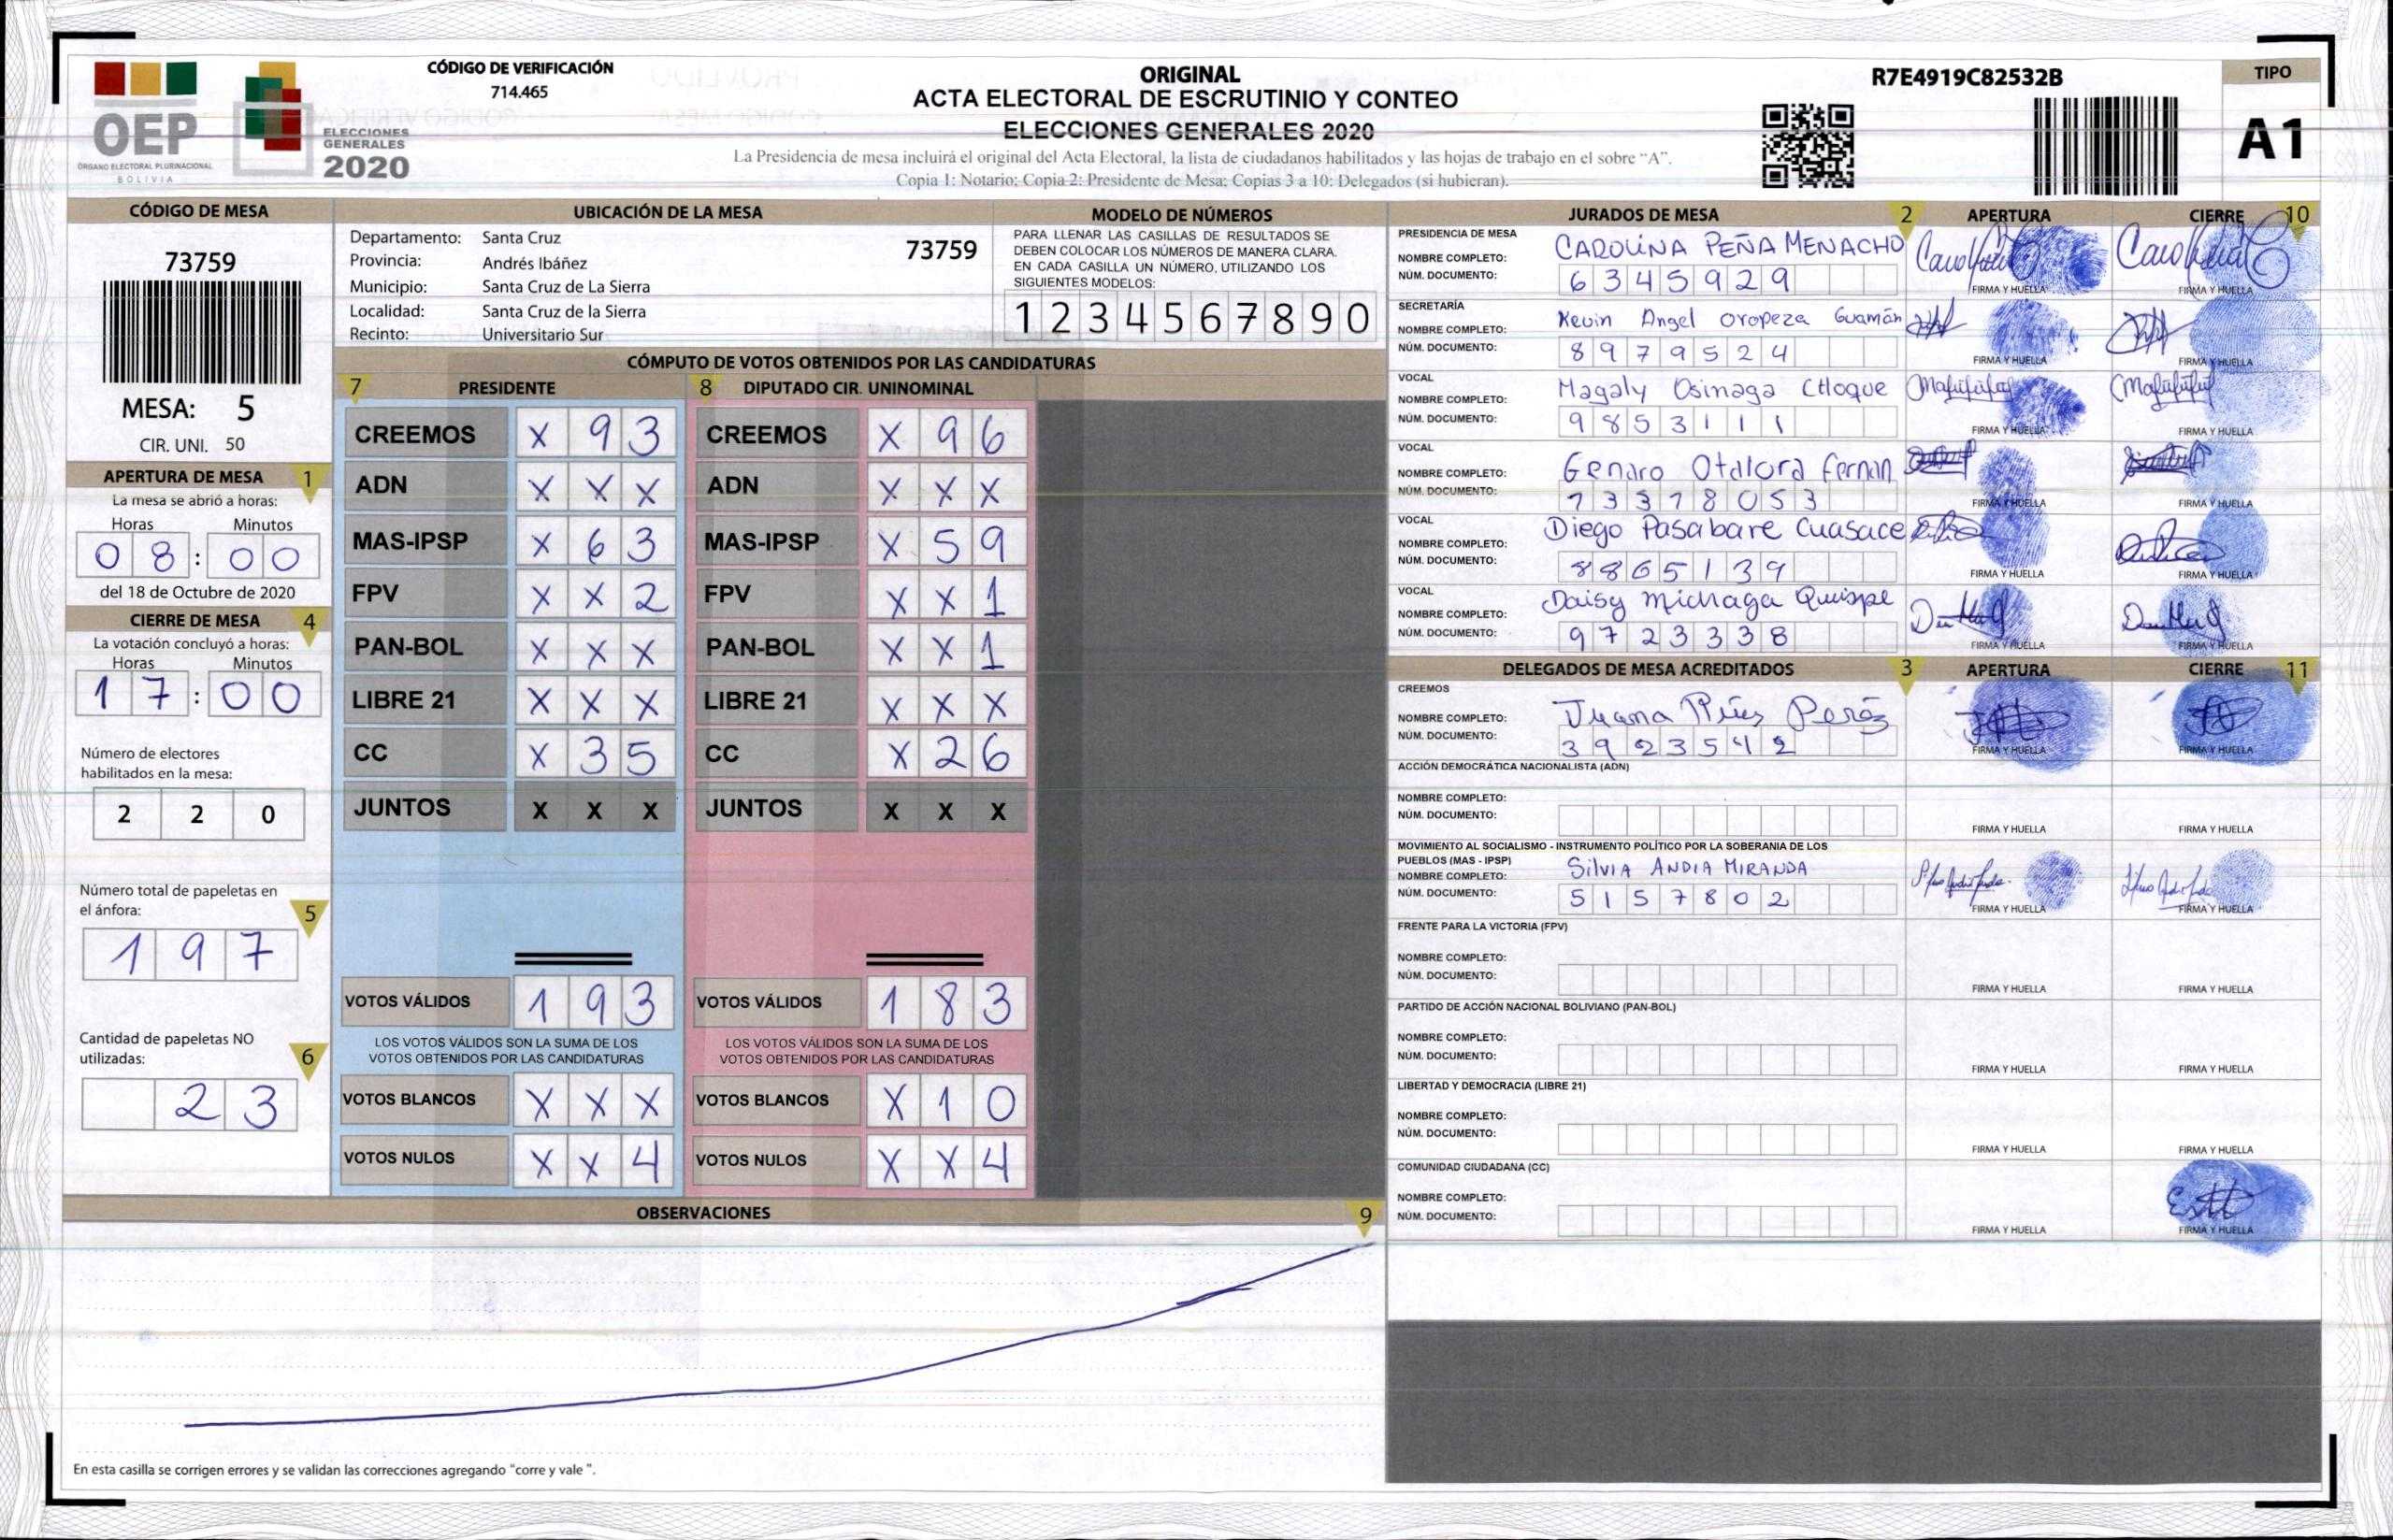 CÓDIGO DE VERIFICACIÓN
714.465
OEP
ÓRGANO ELECTORAL PLURINACIONAL
BOLIVIA
ELECCIONES
GENERALES
2020
ORIGINAL
ACTA ELECTORAL DE ESCRUTINIO Y CONTEO
ELECCIONES GENERALES 2020
La Presidencia de mesa incluirá el original del Acta Electoral, la lista de ciudadanos habilitados y las hojas de trabajo en el sobre “A”.
Copia 1: Notario; Copia 2: Presidente de Mesa; Copias 3 a 10: Delegados (si hubieran).
R7E4919C82532B
TIPO
A1
CÓDIGO DE MESA
73759
MESA: 5
CIR. UNI. 50
APERTURA DE MESA 1
La mesa se abrió a horas:
Horas Minutos
08:00
del 18 de Octubre de 2020
CIERRE DE MESA 4
La votación concluyó a horas:
Horas Minutos
17:00
Número de electores
habilitados en la mesa:
2 2 0
Número total de papeletas en
el ánfora: 5
1 9 7
Cantidad de papeletas NO
utilizadas: 6
2 3
UBICACIÓN DE LA MESA
Departamento: Santa Cruz 73759
Provincia: Andrés Ibáñez
Municipio: Santa Cruz de La Sierra
Localidad: Santa Cruz de la Sierra
Recinto: Universitario Sur
MODELO DE NÚMEROS
PARA LLENAR LAS CASILLAS DE RESULTADOS SE
DEBEN COLOCAR LOS NÚMEROS DE MANERA CLARA.
EN CADA CASILLA UN NÚMERO, UTILIZANDO LOS
SIGUIENTES MODELOS:
1 2 3 4 5 6 7 8 9 0
CÓMPUTO DE VOTOS OBTENIDOS POR LAS CANDIDATURAS
7 PRESIDENTE 8 DIPUTADO CIR. UNINOMINAL
CREEMOS X 9 3 CREEMOS X 9 6
ADN X X X ADN X X X
MAS-IPSP X 6 3 MAS-IPSP X 5 9
FPV X X 2 FPV X X 1
PAN-BOL X X X PAN-BOL X X 1
LIBRE 21 X X X LIBRE 21 X X X
CC X 3 5 CC X 2 6
JUNTOS X X X JUNTOS X X X
VOTOS VÁLIDOS 1 9 3 VOTOS VÁLIDOS 1 8 3
LOS VOTOS VÁLIDOS SON LA SUMA DE LOS LOS VOTOS VÁLIDOS SON LA SUMA DE LOS
VOTOS OBTENIDOS POR LAS CANDIDATURAS VOTOS OBTENIDOS POR LAS CANDIDATURAS
VOTOS BLANCOS X X X VOTOS BLANCOS X 1 0
VOTOS NULOS X X 4 VOTOS NULOS X X 4
OBSERVACIONES 9
En esta casilla se corrigen errores y se validan las correcciones agregando “corre y vale ”.
JURADOS DE MESA 2 APERTURA CIERRE 10
PRESIDENCIA DE MESA
NOMBRE COMPLETO: CAROLINA PEÑA MENACHO
NÚM. DOCUMENTO: 6345929
FIRMA Y HUELLA FIRMA Y HUELLA
SECRETARÍA
NOMBRE COMPLETO: Kevin Angel Oropeza Guamán
NÚM. DOCUMENTO: 8979524
FIRMA Y HUELLA FIRMA Y HUELLA
VOCAL
NOMBRE COMPLETO: Magaly Osinaga Clloque
NÚM. DOCUMENTO: 9853111
FIRMA Y HUELLA FIRMA Y HUELLA
VOCAL
NOMBRE COMPLETO: Genaro Otalora Fernan
NÚM. DOCUMENTO: 73378053
FIRMA Y HUELLA FIRMA Y HUELLA
VOCAL
NOMBRE COMPLETO: Diego Pasabare Cuasace
NÚM. DOCUMENTO: 8865139
FIRMA Y HUELLA FIRMA Y HUELLA
VOCAL
NOMBRE COMPLETO: Daisy Michaga Quispe
NÚM. DOCUMENTO: 9723338
FIRMA Y HUELLA FIRMA Y HUELLA
DELEGADOS DE MESA ACREDITADOS 3 APERTURA CIERRE 11
CREEMOS
NOMBRE COMPLETO: Juana Peréz
NÚM. DOCUMENTO: 3923542
FIRMA Y HUELLA FIRMA Y HUELLA
ACCIÓN DEMOCRÁTICA NACIONALISTA (ADN)
NOMBRE COMPLETO:
NÚM. DOCUMENTO:
FIRMA Y HUELLA FIRMA Y HUELLA
MOVIMIENTO AL SOCIALISMO - INSTRUMENTO POLÍTICO POR LA SOBERANIA DE LOS
PUEBLOS (MAS - IPSP)
NOMBRE COMPLETO: Silvia ANDIA MIRANDA
NÚM. DOCUMENTO: 5157802
FIRMA Y HUELLA FIRMA Y HUELLA
FRENTE PARA LA VICTORIA (FPV)
NOMBRE COMPLETO:
NÚM. DOCUMENTO:
FIRMA Y HUELLA FIRMA Y HUELLA
PARTIDO DE ACCIÓN NACIONAL BOLIVIANO (PAN-BOL)
NOMBRE COMPLETO:
NÚM. DOCUMENTO:
FIRMA Y HUELLA FIRMA Y HUELLA
LIBERTAD Y DEMOCRACIA (LIBRE 21)
NOMBRE COMPLETO:
NÚM. DOCUMENTO:
FIRMA Y HUELLA FIRMA Y HUELLA
COMUNIDAD CIUDADANA (CC)
NOMBRE COMPLETO:
NÚM. DOCUMENTO:
FIRMA Y HUELLA FIRMA Y HUELLA